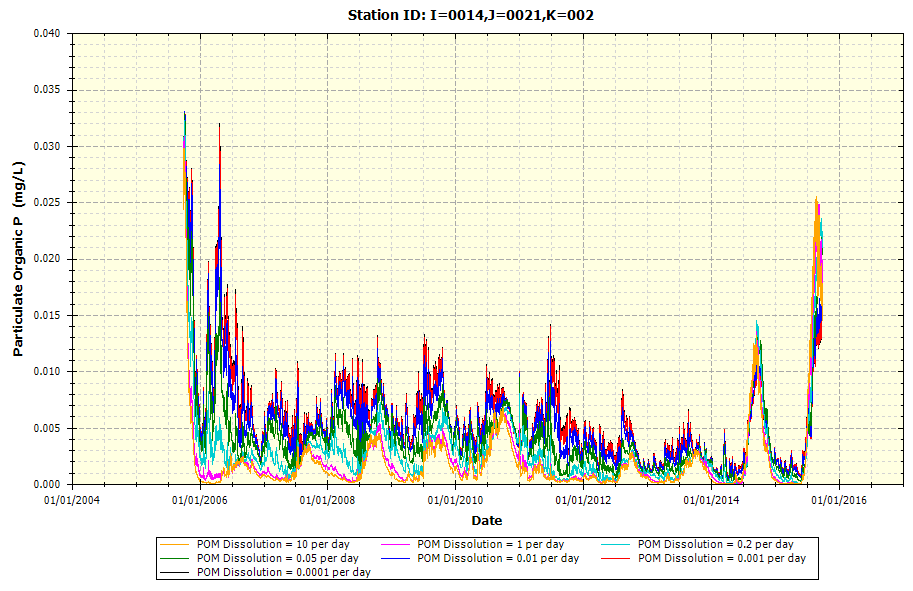 Station ID: I=0014,J=0021,K=002
0.040
0.035
0.030
0.025
0.020
0.015
0.010
0.005
0.000
Particulate Organic P (mg/L)
01/01/2004 01/01/2006 01/01/2008 01/01/2010 01/01/2012 01/01/2014 01/01/2016
Date
POM Dissolution = 10 per day POM Dissolution = 1 per day POM Dissolution = 0.2 per day
POM Dissolution = 0.05 per day POM Dissolution = 0.01 per day POM Dissolution = 0.001 per day
POM Dissolution = 0.0001 per day